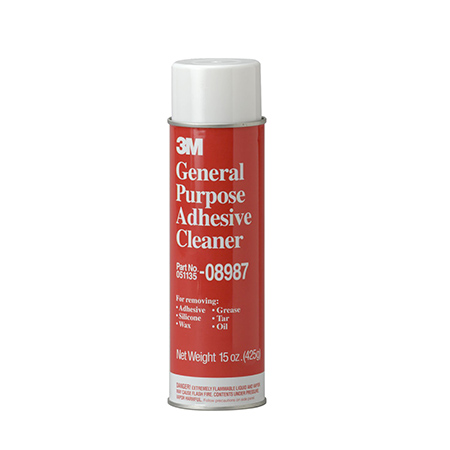 3M
General
Purpose
Adhesive
Cleaner
Part No
051135-08987
For removing:
• Adhesive • Grease
• Silicone • Tar
• Wax • Oil
Net Weight 15 oz. (425g)
DANGER! EXTREMELY FLAMMABLE LIQUID AND VAPOR.
MAY CAUSE FLASH FIRE. CONTENTS UNDER PRESSURE.
VAPOR HARMFUL.